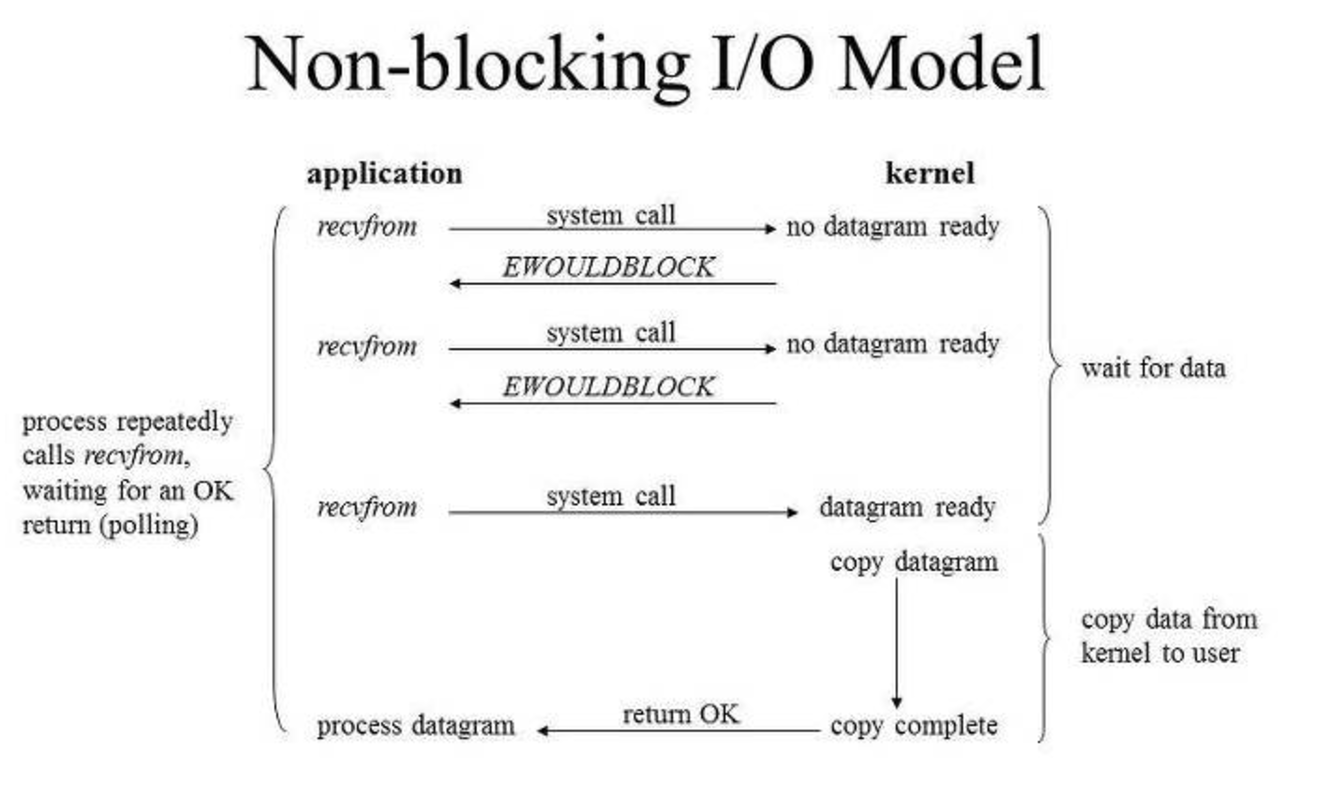 Non-blocking I/O Model
application
kernel
recvfrom
system call
no datagram ready
EWOULDBLOCK
recvfrom
system call
no datagram ready
EWOULDBLOCK
wait for data
process repeatedly
calls recvfrom,
waiting for an OK
return (polling)
recvfrom
system call
datagram ready
copy datagram
copy data from
kernel to user
process datagram
return OK
copy complete